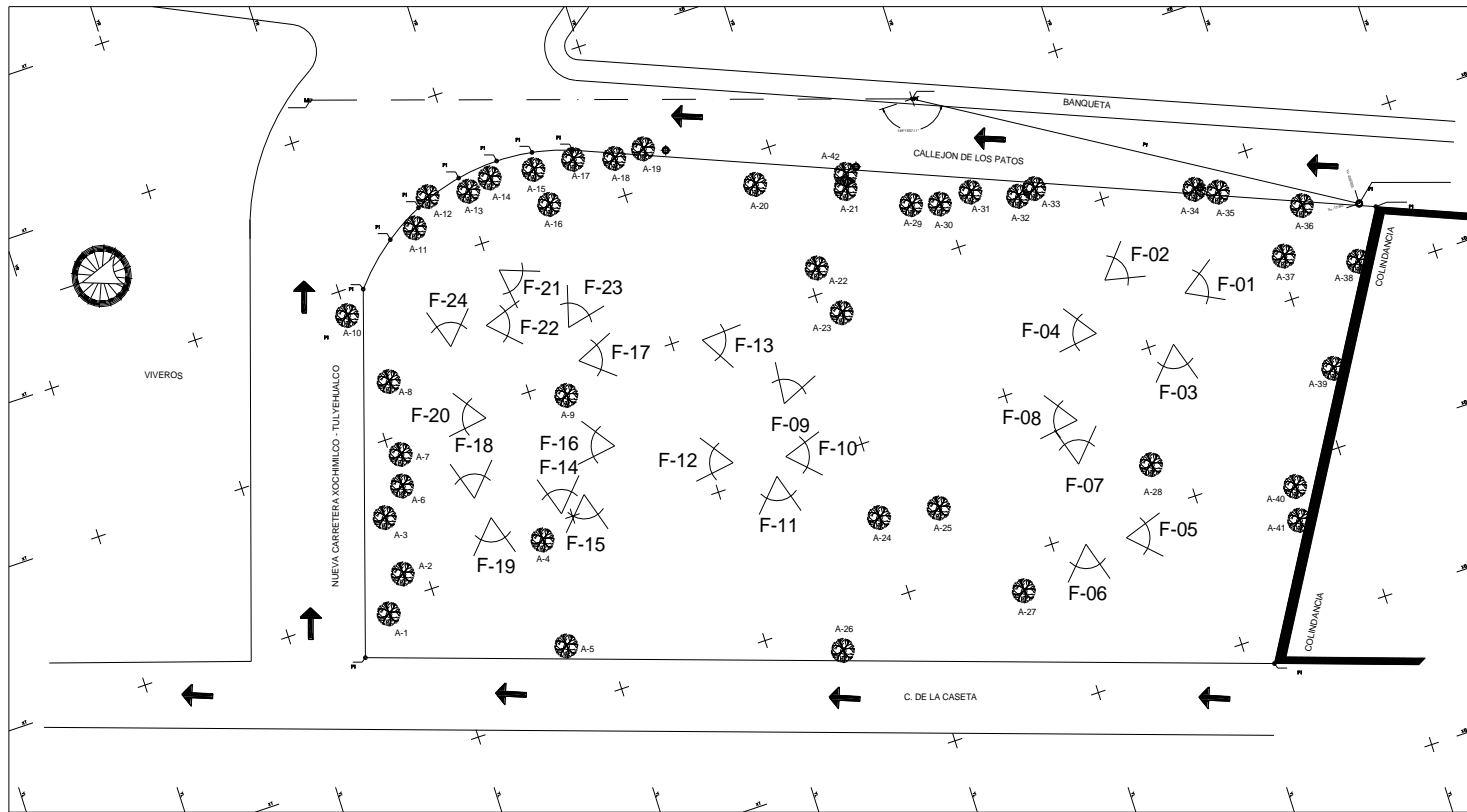 BANQUETA
CALLEJON DE LOS PATOS
A-42
A-19
A-18
A-17
A-15
A-14
A-13
A-12
A-16
A-11
A-20
A-21
A-29
A-30
A-31
A-32
A-33
A-34
A-35
A-36
A-37
A-38
COLINDANCIA
F-02
F-01
F-21
F-23
F-24
F-22
A-22
A-23
A-10
F-04
F-13
F-17
F-03
VIVEROS
NUEVA CARRETERA XOCHIMILCO - TULYEHUALCO
A-8
A-9
A-39
F-09
F-20
F-08
F-18
F-16
F-10
F-12
A-7
F-14
A-28
F-07
A-6
A-40
F-11
A-25
A-24
A-3
F-15
A-41
F-05
F-19
A-4
A-2
F-06
A-27
A-1
COLINDANCIA
A-5
A-26
C. DE LA CASETA